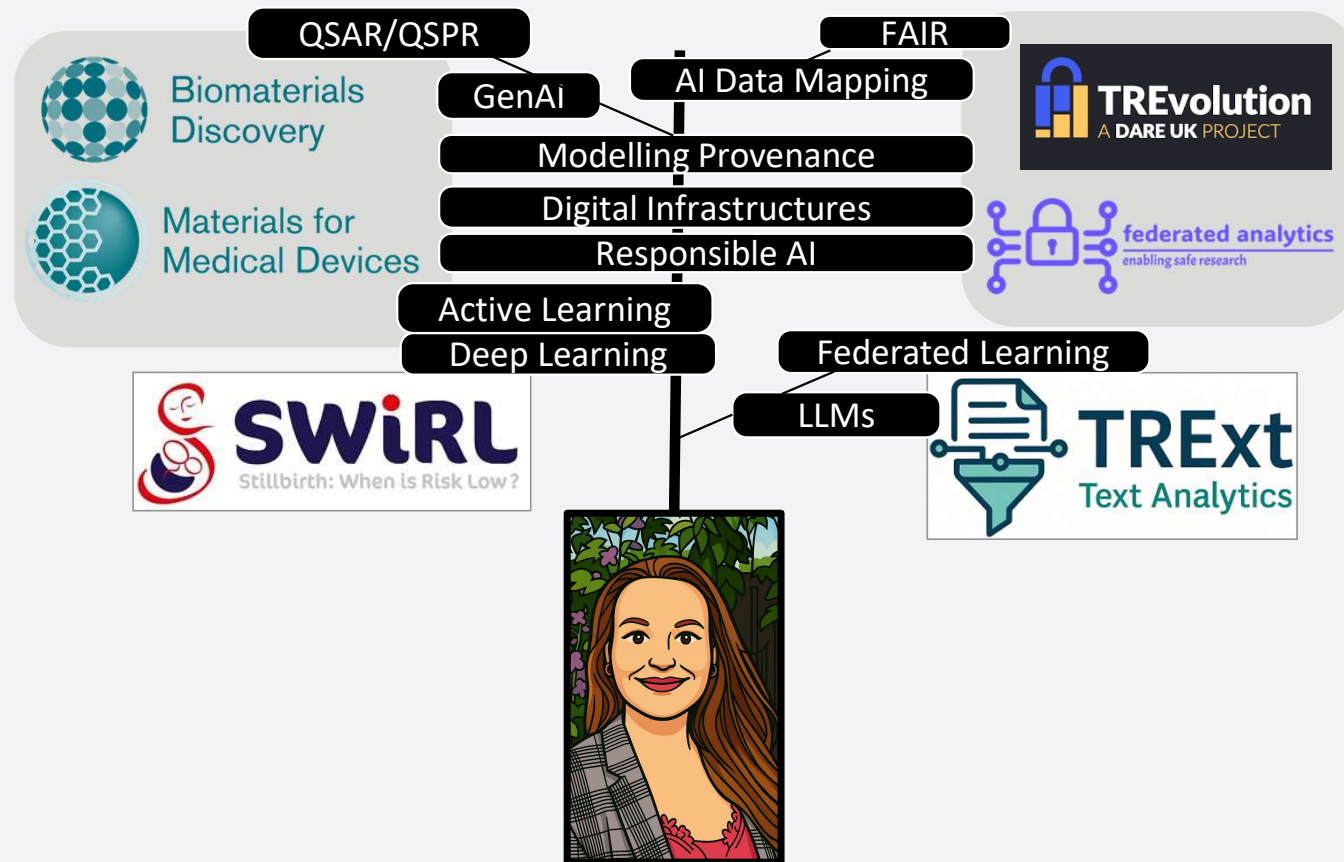 QSAR/QSPR
FAIR
GenAi
AI Data Mapping
Biomaterials
Discovery
TREvolution
A DARE UK PROJECT
Modelling Provenance
Digital Infrastructures
Responsible AI
Materials for
Medical Devices
federated analytics
enabling safe research
Active Learning
Deep Learning
Federated Learning
LLMs
SWiRL
Stillbirth: When is Risk Low?
TRExt
Text Analytics